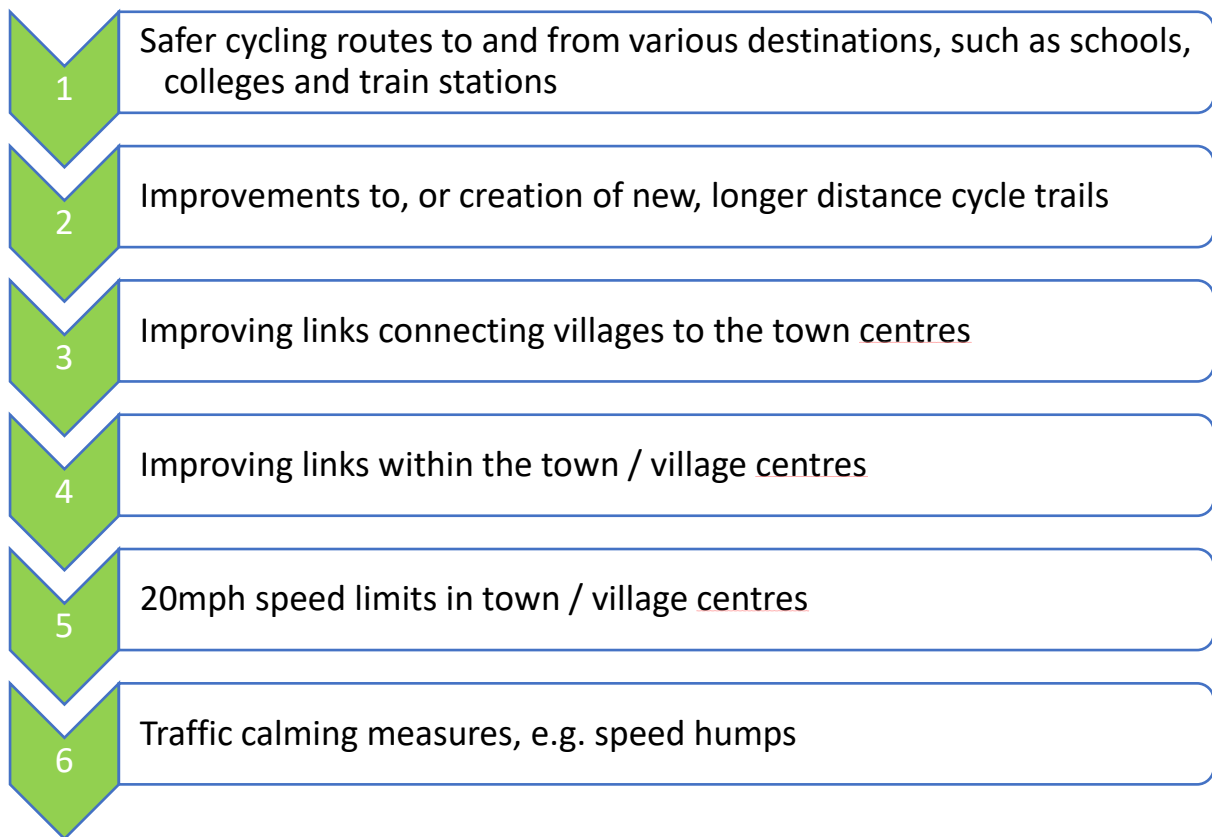 1
Safer cycling routes to and from various destinations, such as schools,
colleges and train stations
2
Improvements to, or creation of new, longer distance cycle trails
3
Improving links connecting villages to the town centres
4
Improving links within the town / village centres
5
20mph speed limits in town / village centres
6
Traffic calming measures, e.g. speed humps